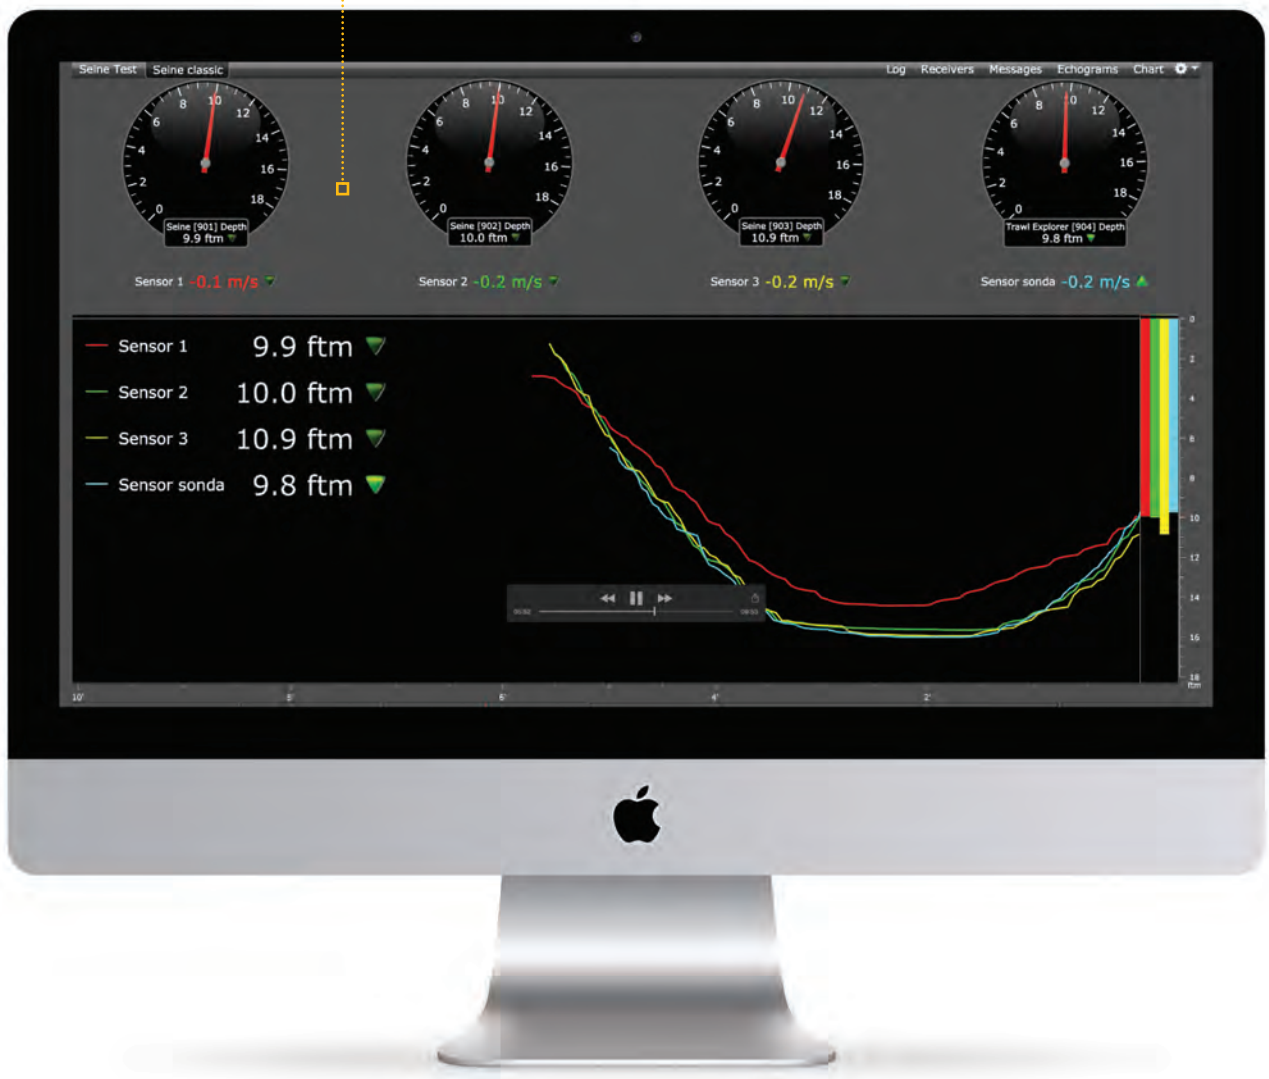 Seine Test Seine classic Log Receivers Messages Echograms Chart
0 2 4 6 8 10 12 14 16 18
Seine [901] Depth
9.9 ftm
0 2 4 6 8 10 12 14 16 18
Seine [902] Depth
10.0 ftm
0 2 4 6 8 10 12 14 16 18
Seine [903] Depth
10.9 ftm
0 2 4 6 8 10 12 14 16 18
Trawl Explorer [904] Depth
9.8 ftm
Sensor 1 -0.1 m/s
Sensor 2 -0.2 m/s
Sensor 3 -0.2 m/s
Sensor sonda -0.2 m/s
Sensor 1 9.9 ftm
Sensor 2 10.0 ftm
Sensor 3 10.9 ftm
Sensor sonda 9.8 ftm
0
2
4
6
8
10
12
14
16
18
ftm
10' 8' 6' 4' 2'